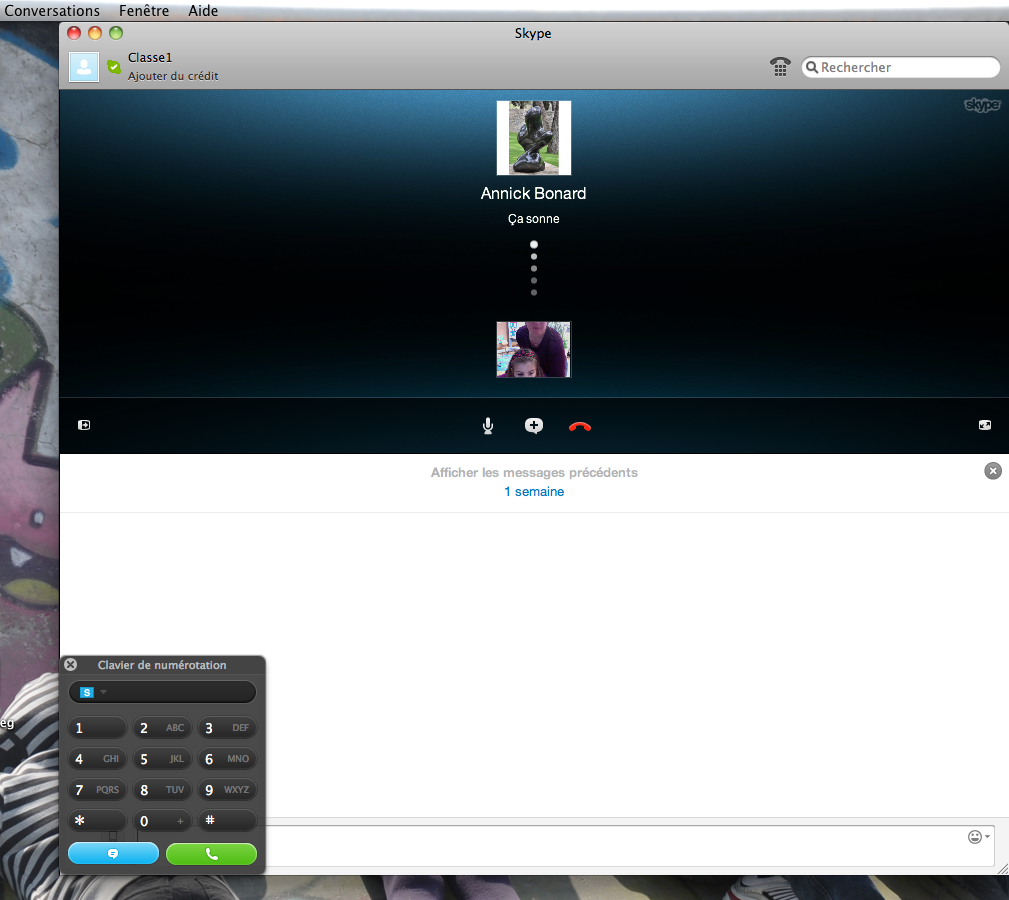 Conversations Fenêtre Aide
Skype
Classe1
Ajouter du crédit
Rechercher
skype
Annick Bonard
Ça sonne
Afficher les messages précédents
1 semaine
eg
Clavier de numérotation
S
1 2 ABC 3 DEF
4 GHI 5 JKL 6 MNO
7 PQRS 8 TUV 9 WXYZ
* 0 + #